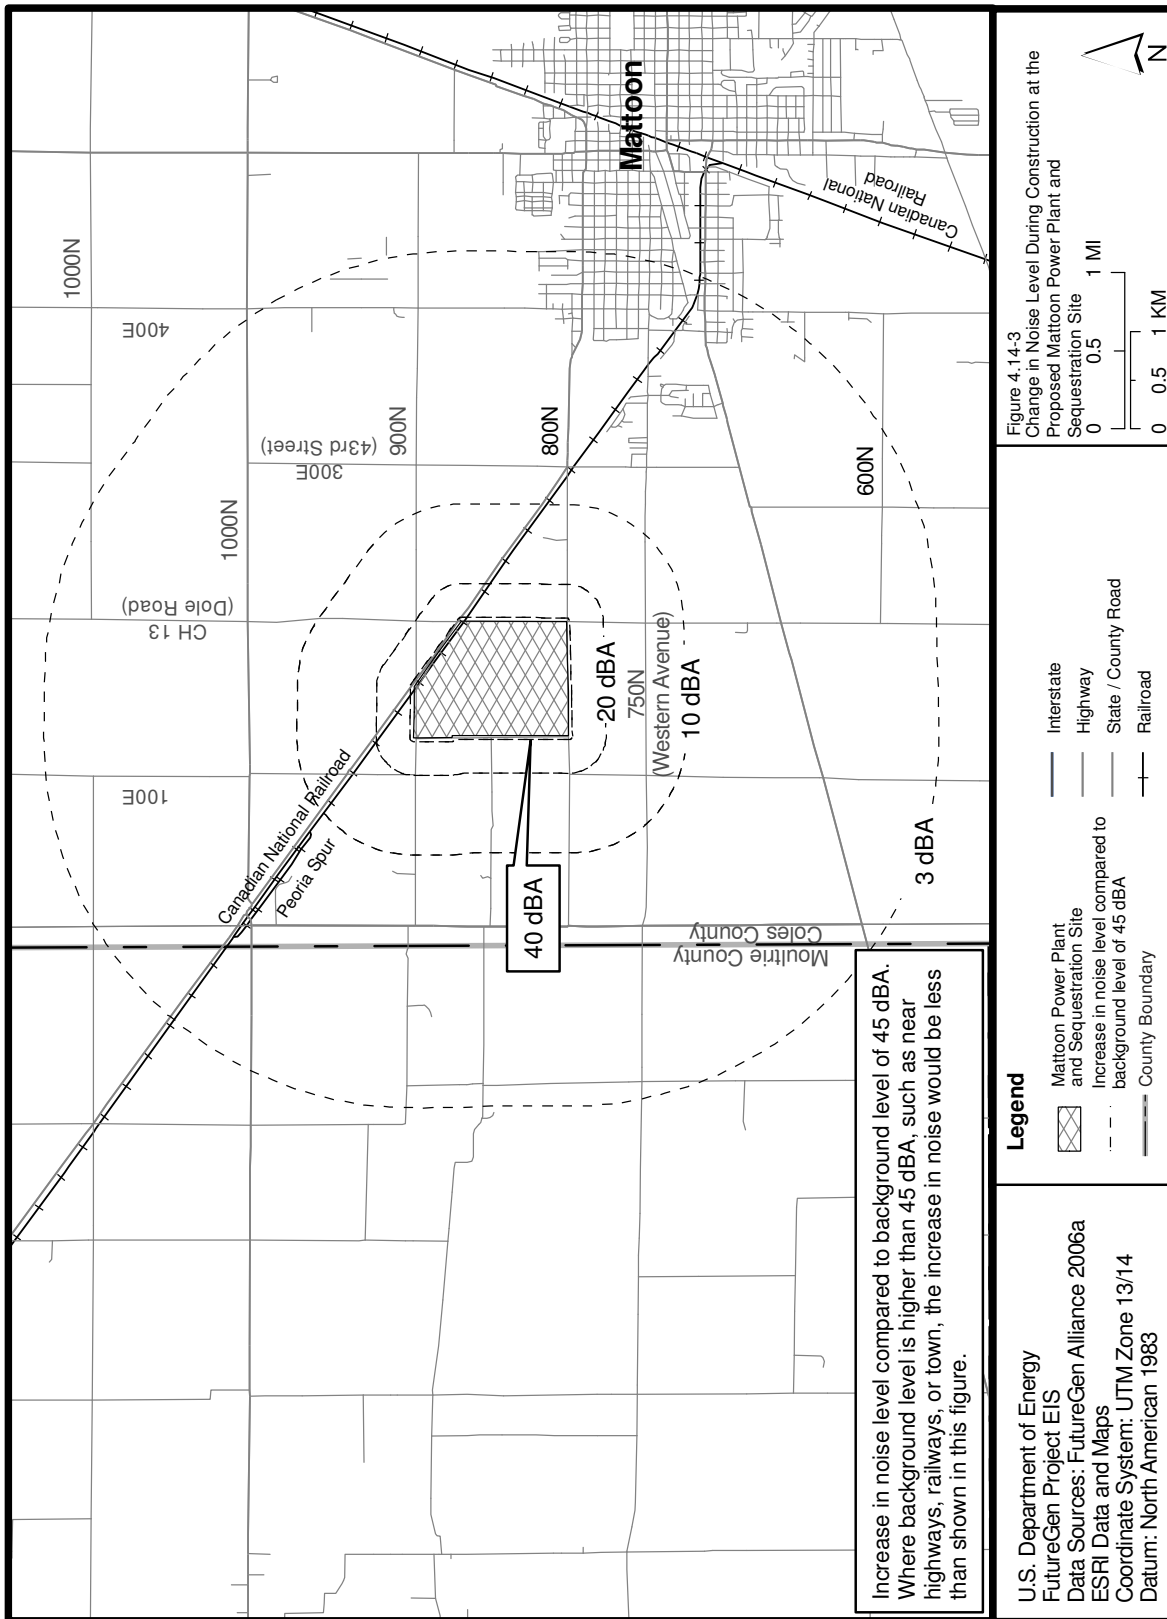 1000N
400E
Mattoon
Canadian National
Railroad
900N
(43rd Street)
300E
800N
600N
1000N
(Dole Road)
CH 13
20 dBA
750N
(Western Avenue)
10 dBA
100E
Canadian National Railroad
Peoria Spur
40 dBA
3 dBA
Coles County
Moultrie County
Increase in noise level compared to background level of 45 dBA.
Where background level is higher than 45 dBA, such as near
highways, railways, or town, the increase in noise would be less
than shown in this figure.
U.S. Department of Energy
FutureGen Project EIS
Data Sources: FutureGen Alliance 2006a
ESRI Data and Maps
Coordinate System: UTM Zone 13/14
Datum: North American 1983
Legend
Mattoon Power Plant
and Sequestration Site
Increase in noise level compared to
background level of 45 dBA
County Boundary
Interstate
Highway
State / County Road
Railroad
Figure 4.14-3
Change in Noise Level During Construction at the
Proposed Mattoon Power Plant and
Sequestration Site
0 0.5 1 MI
0 0.5 1 KM
N